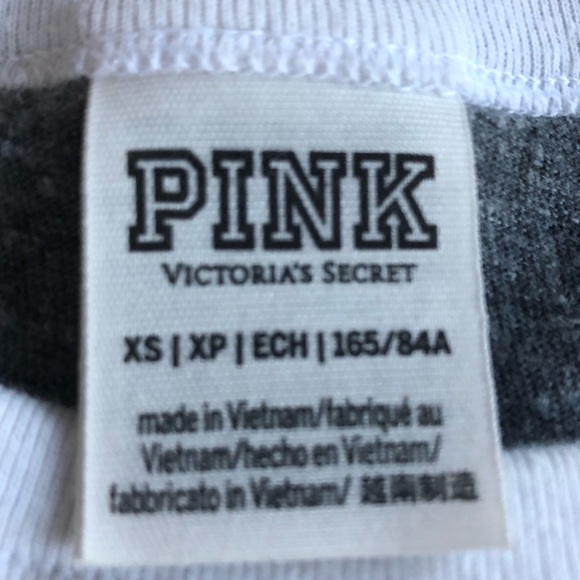 PINK
VICTORIA'S SECRET
XS | XP | ECH | 165/84A
made in Vietnam/fabriqué au
Vietnam/hecho en Vietnam/
fabbricato in Vietnam/ 越南制造